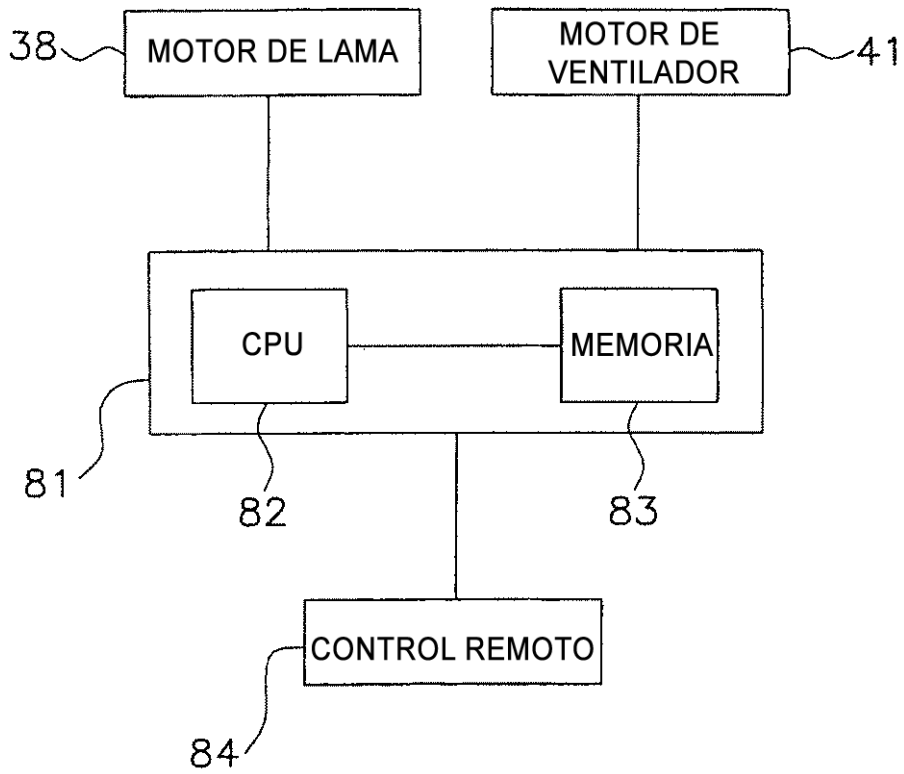 38
MOTOR DE LAMA
MOTOR DE
VENTILADOR
41
CPU
MEMORIA
81
82
83
CONTROL REMOTO
84